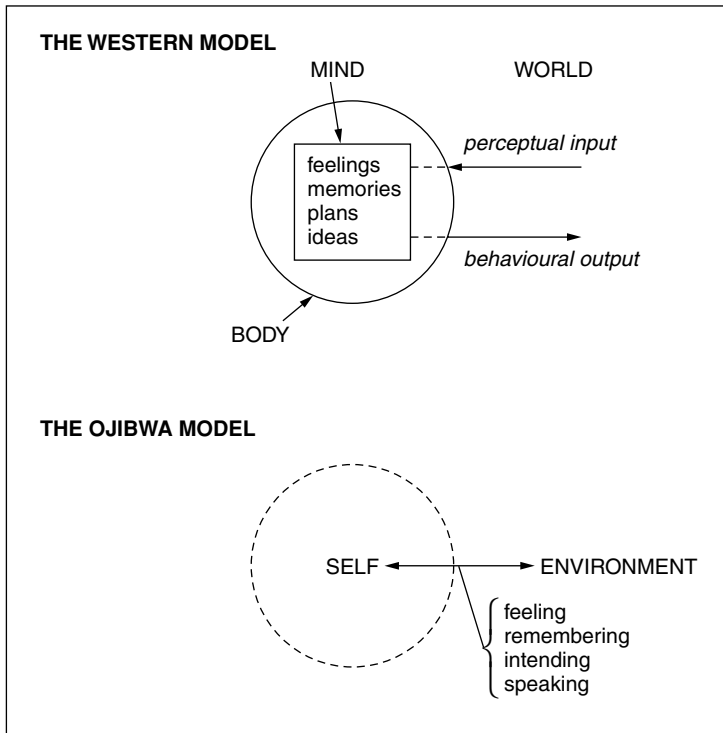 THE WESTERN MODEL
MIND
WORLD
perceptual input
feelings
memories
plans
ideas
behavioural output
BODY
THE OJIBWA MODEL
SELF
ENVIRONMENT
feeling
remembering
intending
speaking